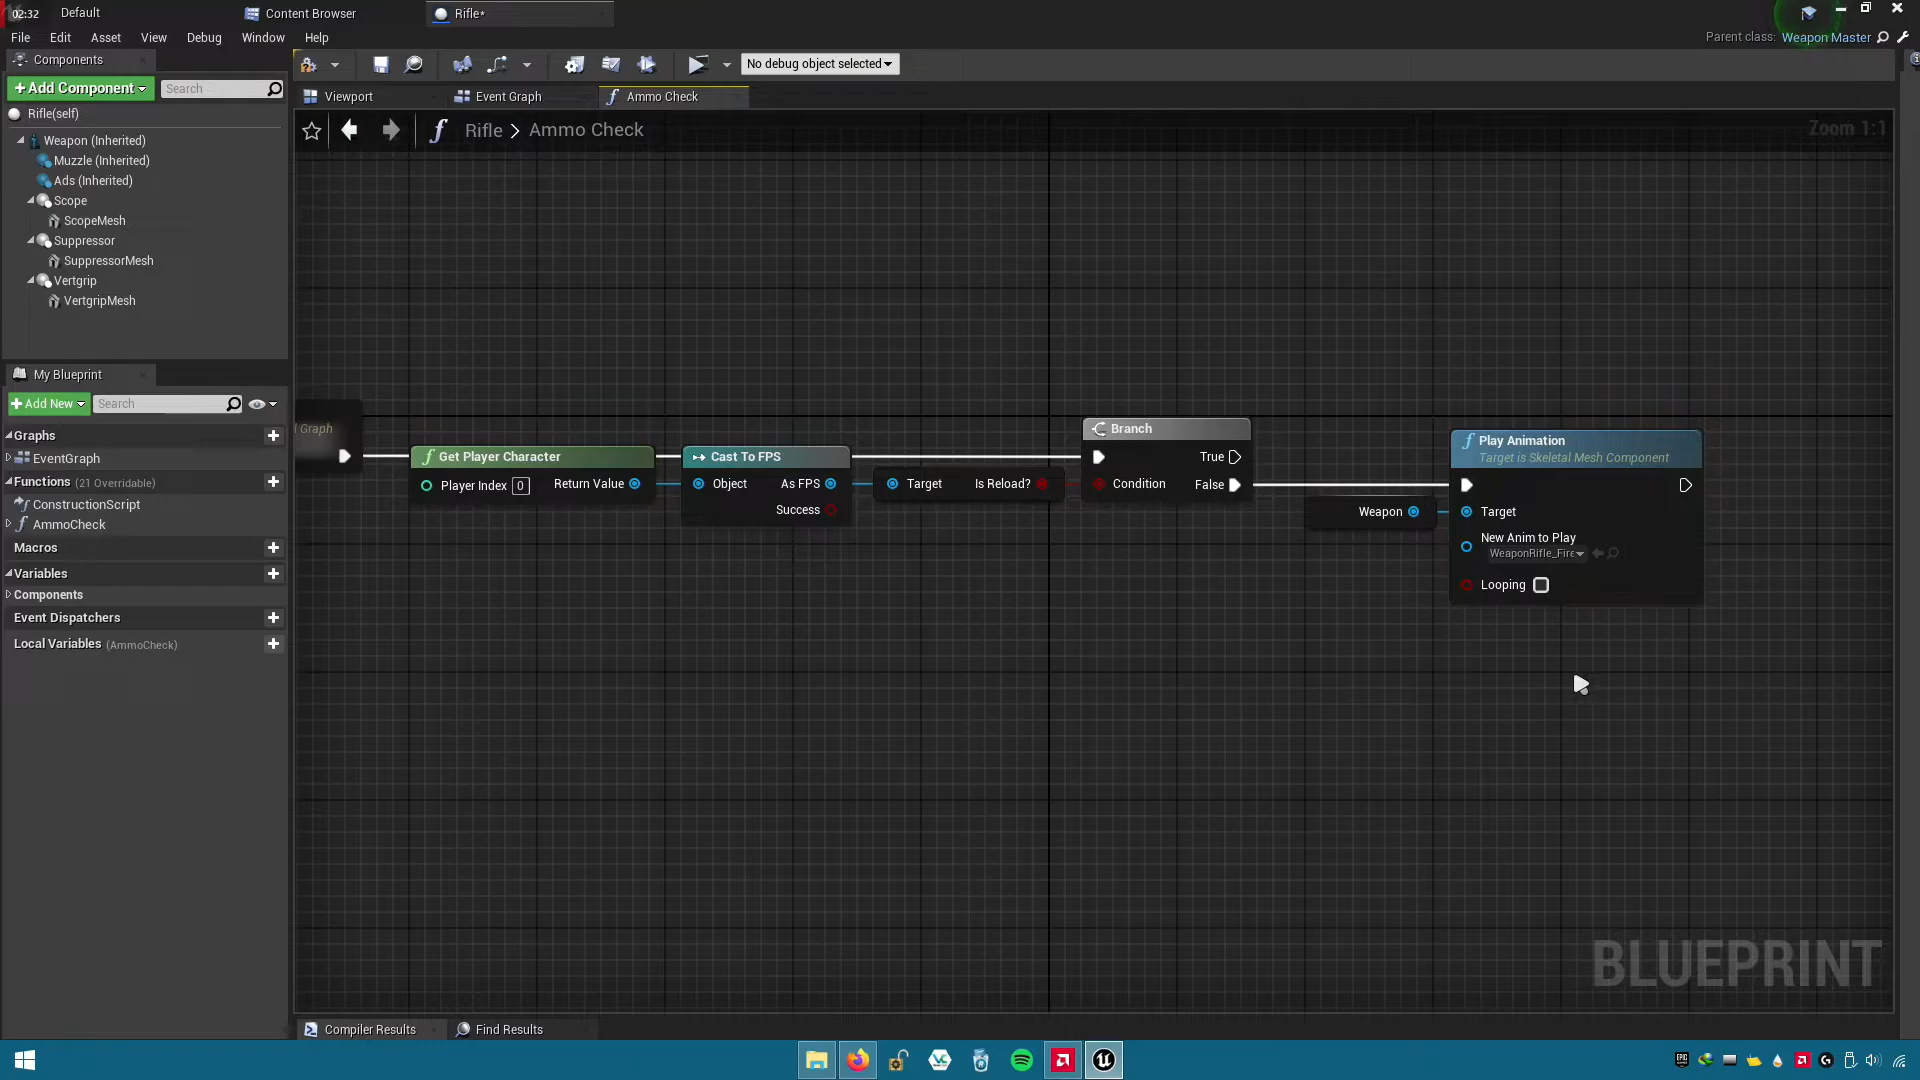 02:32
Default
Content Browser
Rifle*
File Edit Asset View Debug Window Help
Parent class: Weapon Master
Components
No debug object selected
+Add Component
Search
Viewport
Event Graph
Ammo Check
Rifle(self)
Rifle > Ammo Check
Zoom 1:1
Weapon (Inherited)
Muzzle (Inherited)
Ads (Inherited)
Scope
ScopeMesh
Suppressor
SuppressorMesh
Vertgrip
VertgripMesh
My Blueprint
+Add New
Search
Graphs
EventGraph
Functions (21 Overridable)
ConstructionScript
AmmoCheck
Macros
Variables
Components
Event Dispatchers
Local Variables (AmmoCheck)
l Graph
Get Player Character
Player Index 0
Return Value
Cast To FPS
Object
As FPS
Success
Target
Is Reload?
Branch
True
Condition
False
Weapon
Play Animation
Target is Skeletal Mesh Component
Target
New Anim to Play
WeaponRifle_Fire
Looping
BLUEPRINT
Compiler Results
Find Results